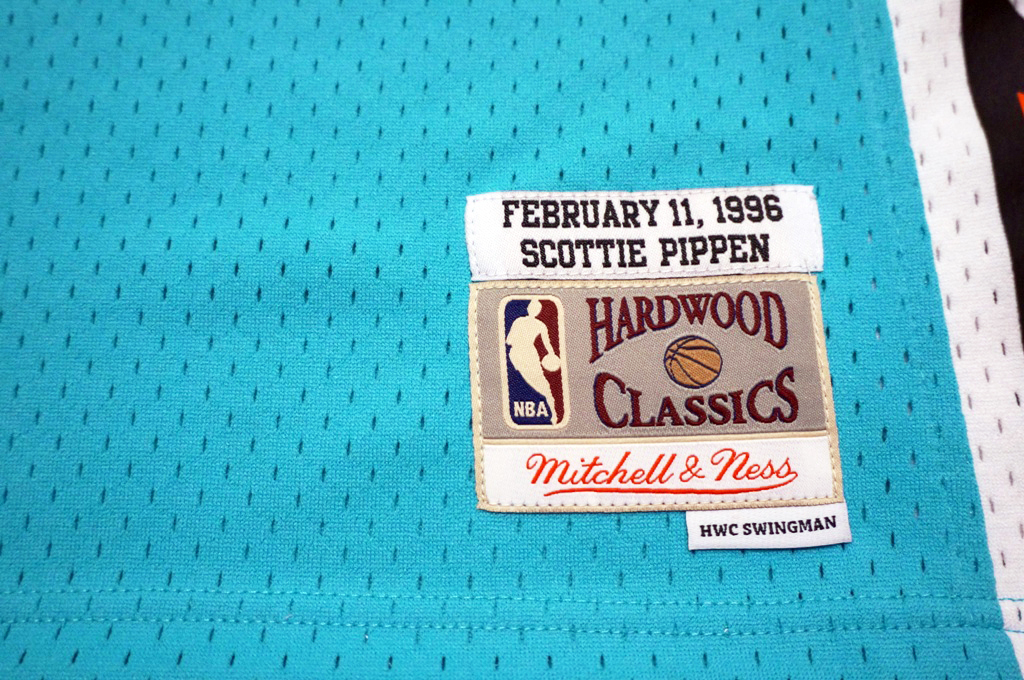 FEBRUARY 11, 1996
SCOTTIE PIPPEN
HARDWOOD
CLASSICS
NBA
Mitchell & Ness
HWC SWINGMAN